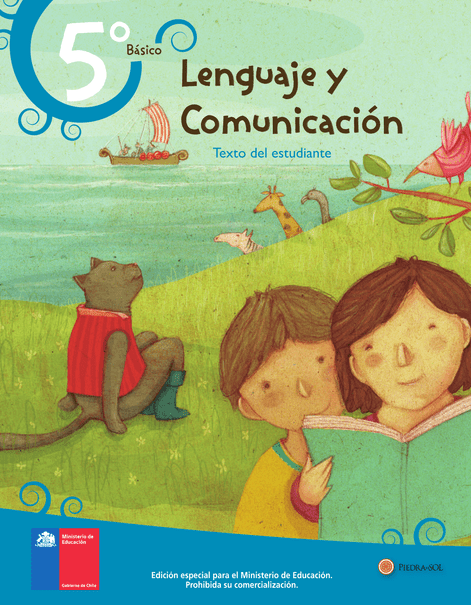 5°
Básico
Lenguaje y
Comunicación
Texto del estudiante
Ministerio de
Educación
Gobierno de Chile
Edición especial para el Ministerio de Educación.
Prohibida su comercialización.
PIEDRA-SOL